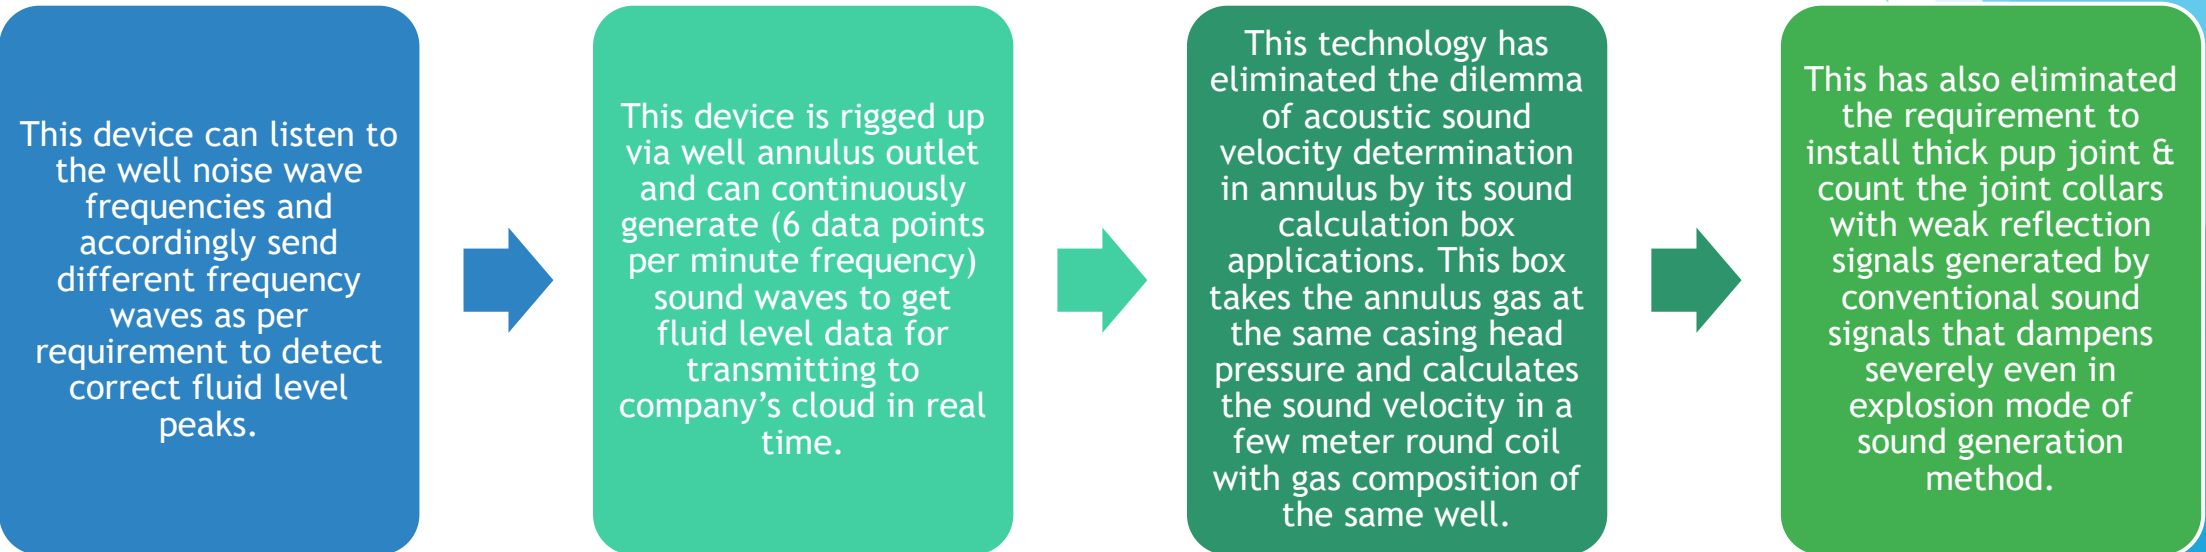 This device can listen to
the well noise wave
frequencies and
accordingly send
different frequency
waves as per
requirement to detect
correct fluid level
peaks.
This device is rigged up
via well annulus outlet
and can continuously
generate (6 data points
per minute frequency)
sound waves to get
fluid level data for
transmitting to
company’s cloud in real
time.
This technology has
eliminated the dilemma
of acoustic sound
velocity determination
in annulus by its sound
calculation box
applications. This box
takes the annulus gas at
the same casing head
pressure and calculates
the sound velocity in a
few meter round coil
with gas composition of
the same well.
This has also eliminated
the requirement to
install thick pup joint &
count the joint collars
with weak reflection
signals generated by
conventional sound
signals that dampens
severely even in
explosion mode of
sound generation
method.